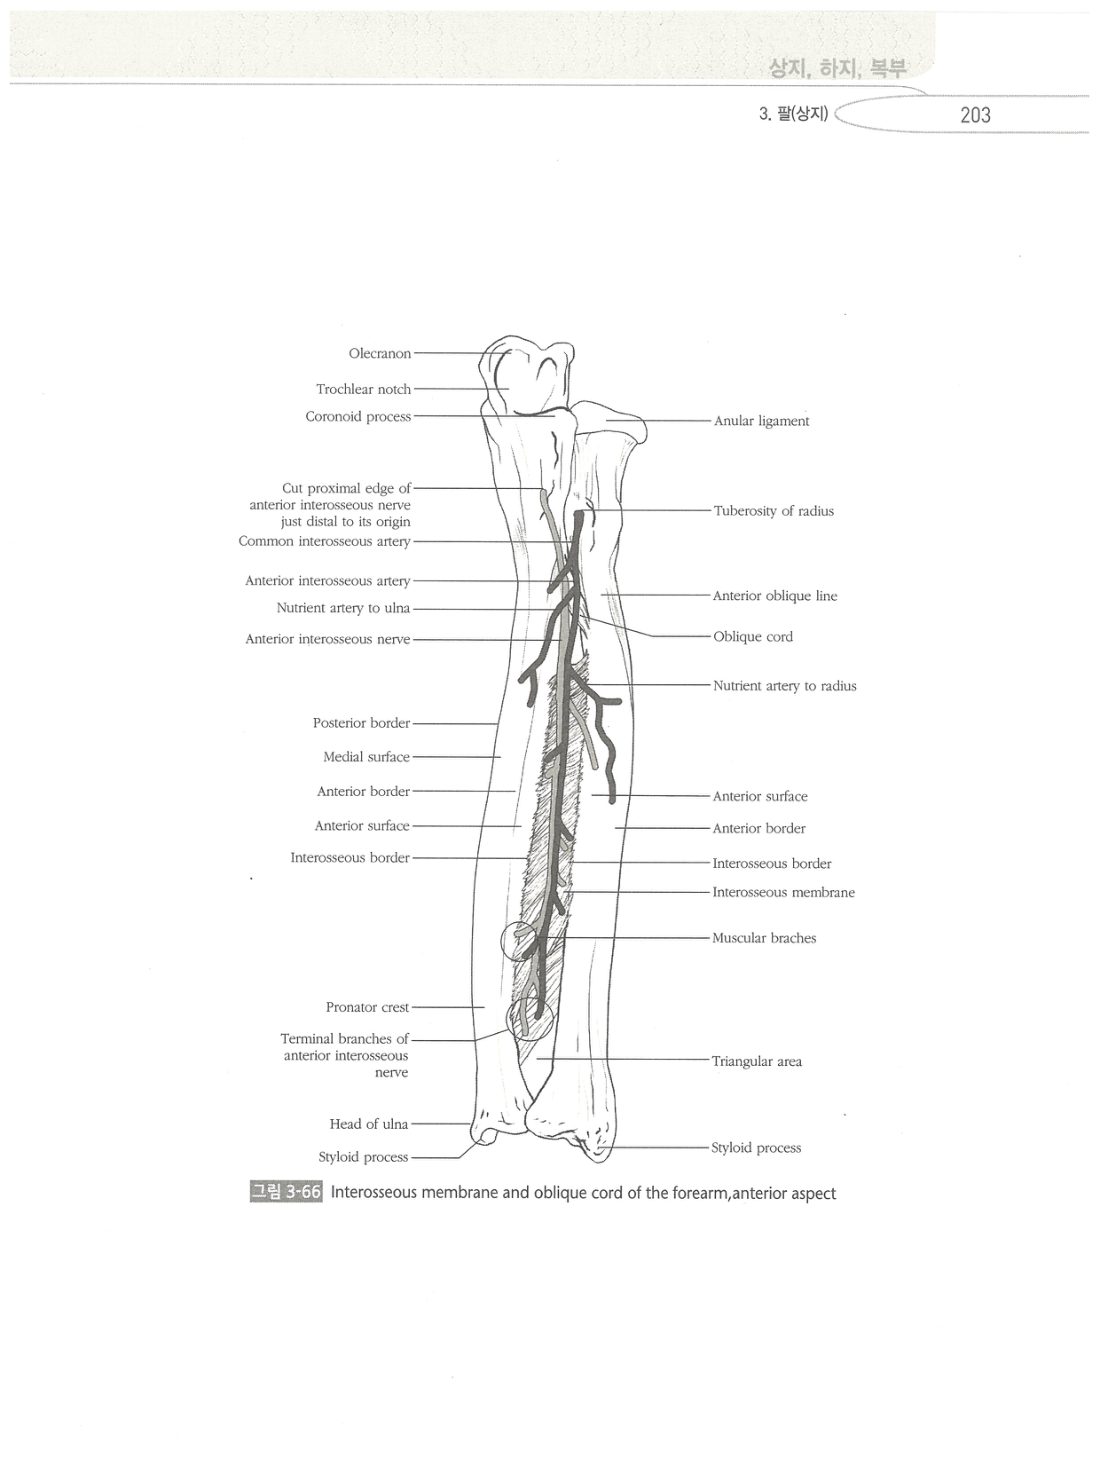 상지, 하지, 복부
3. 팔(상지)
203
Olecranon
Trochlear notch
Coronoid process
Cut proximal edge of
anterior interosseous nerve
just distal to its origin
Common interosseous artery
Anterior interosseous artery
Nutrient artery to ulna
Anterior interosseous nerve
Posterior border
Medial surface
Anterior border
Anterior surface
Interosseous border
Pronator crest
Terminal branches of
anterior interosseous
nerve
Head of ulna
Styloid process
Anular ligament
Tuberosity of radius
Anterior oblique line
Oblique cord
Nutrient artery to radius
Anterior surface
Anterior border
Interosseous border
Interosseous membrane
Muscular braches
Triangular area
Styloid process
그림 3-66 Interosseous membrane and oblique cord of the forearm,anterior aspect